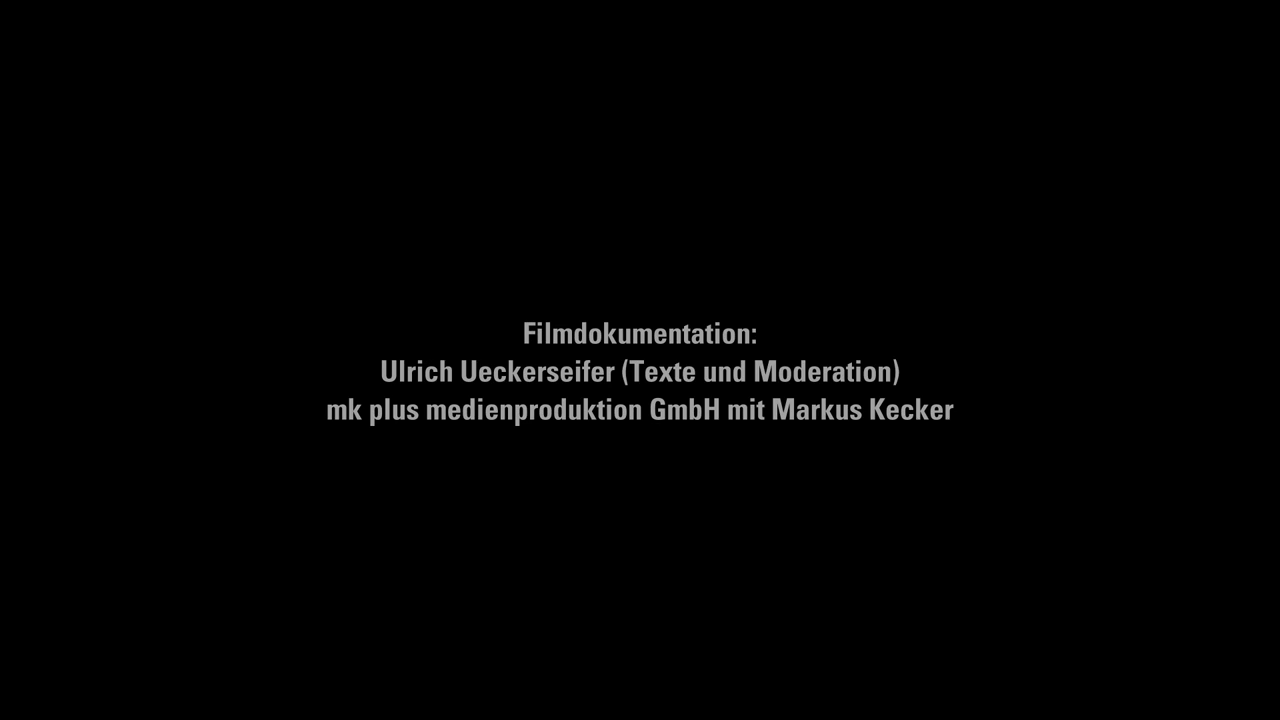 Filmdokumentation:
Ulrich Ueckerseifer (Texte und Moderation)
mk plus medienproduktion GmbH mit Markus Kecker